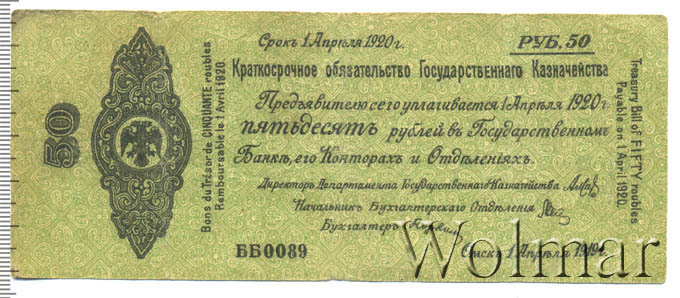 Срокъ 1 Апрѣля 1920 г.
РУБ. 50
Краткосрочное обязательство Государственнаго Казначейства
Предъявителю сего уплачивается 1 Апрѣля 1920 г.
пятьдесятъ рублей въ Государственномъ
Банкѣ, его Конторахъ и Отдѣленіяхъ.
Директоръ Департамента Государственнаго Казначейства
Начальникъ Бухгалтерскаго Отдѣленія
Бухгалтеръ
ББ0089
Омскъ 1 Апрѣля 1919 г.
50
Bons du Trésor de CINQUANTE roubles
Remboursable le 1 Avril 1920
Treasury Bill of FIFTY roubles
Payable on 1 April 1920.
Wolmar